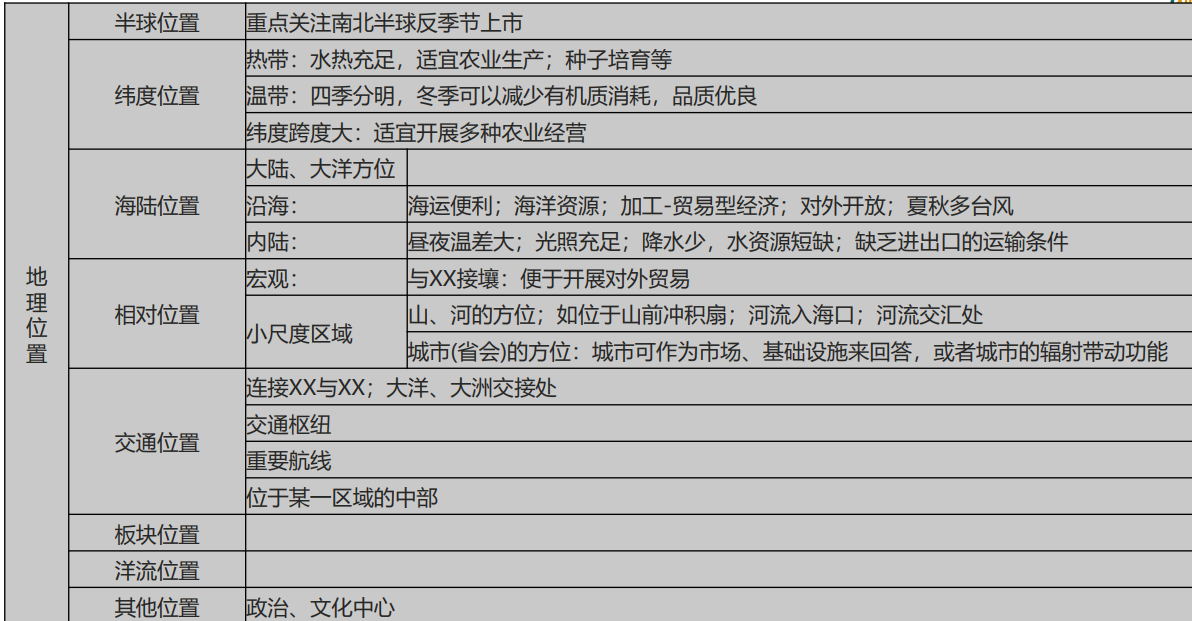 地理位置
半球位置 重点关注南北半球反季节上市
纬度位置
热带：水热充足，适宜农业生产；种子培育等
温带：四季分明，冬季可以减少有机质消耗，品质优良
纬度跨度大：适宜开展多种农业经营
海陆位置
大陆、大洋方位
沿海： 海运便利；海洋资源；加工-贸易型经济；对外开放；夏秋多台风
内陆： 昼夜温差大；光照充足；降水少，水资源短缺；缺乏进出口的运输条件
相对位置
宏观： 与XX接壤：便于开展对外贸易
小尺度区域
山、河的方位；如位于山前冲积扇；河流入海口；河流交汇处
城市(省会)的方位：城市可作为市场、基础设施来回答，或者城市的辐射带动功能
交通位置
连接XX与XX；大洋、大洲交接处
交通枢纽
重要航线
位于某一区域的中部
板块位置
洋流位置
其他位置 政治、文化中心